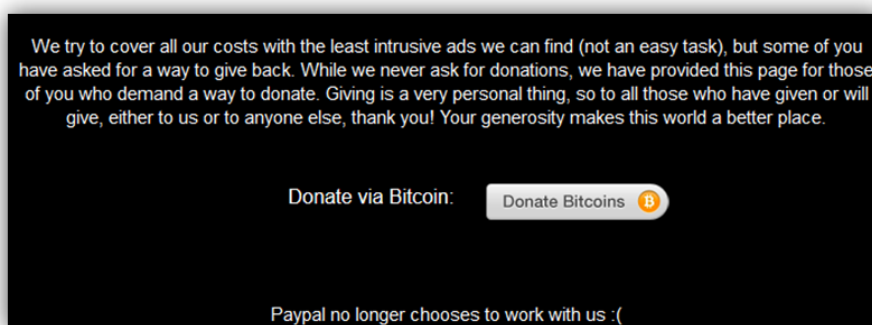 We try to cover all our costs with the least intrusive ads we can find (not an easy task), but some of you
have asked for a way to give back. While we never ask for donations, we have provided this page for those
of you who demand a way to donate. Giving is a very personal thing, so to all those who have given or will
give, either to us or to anyone else, thank you! Your generosity makes this world a better place.
Donate via Bitcoin: Donate Bitcoins
Paypal no longer chooses to work with us :(